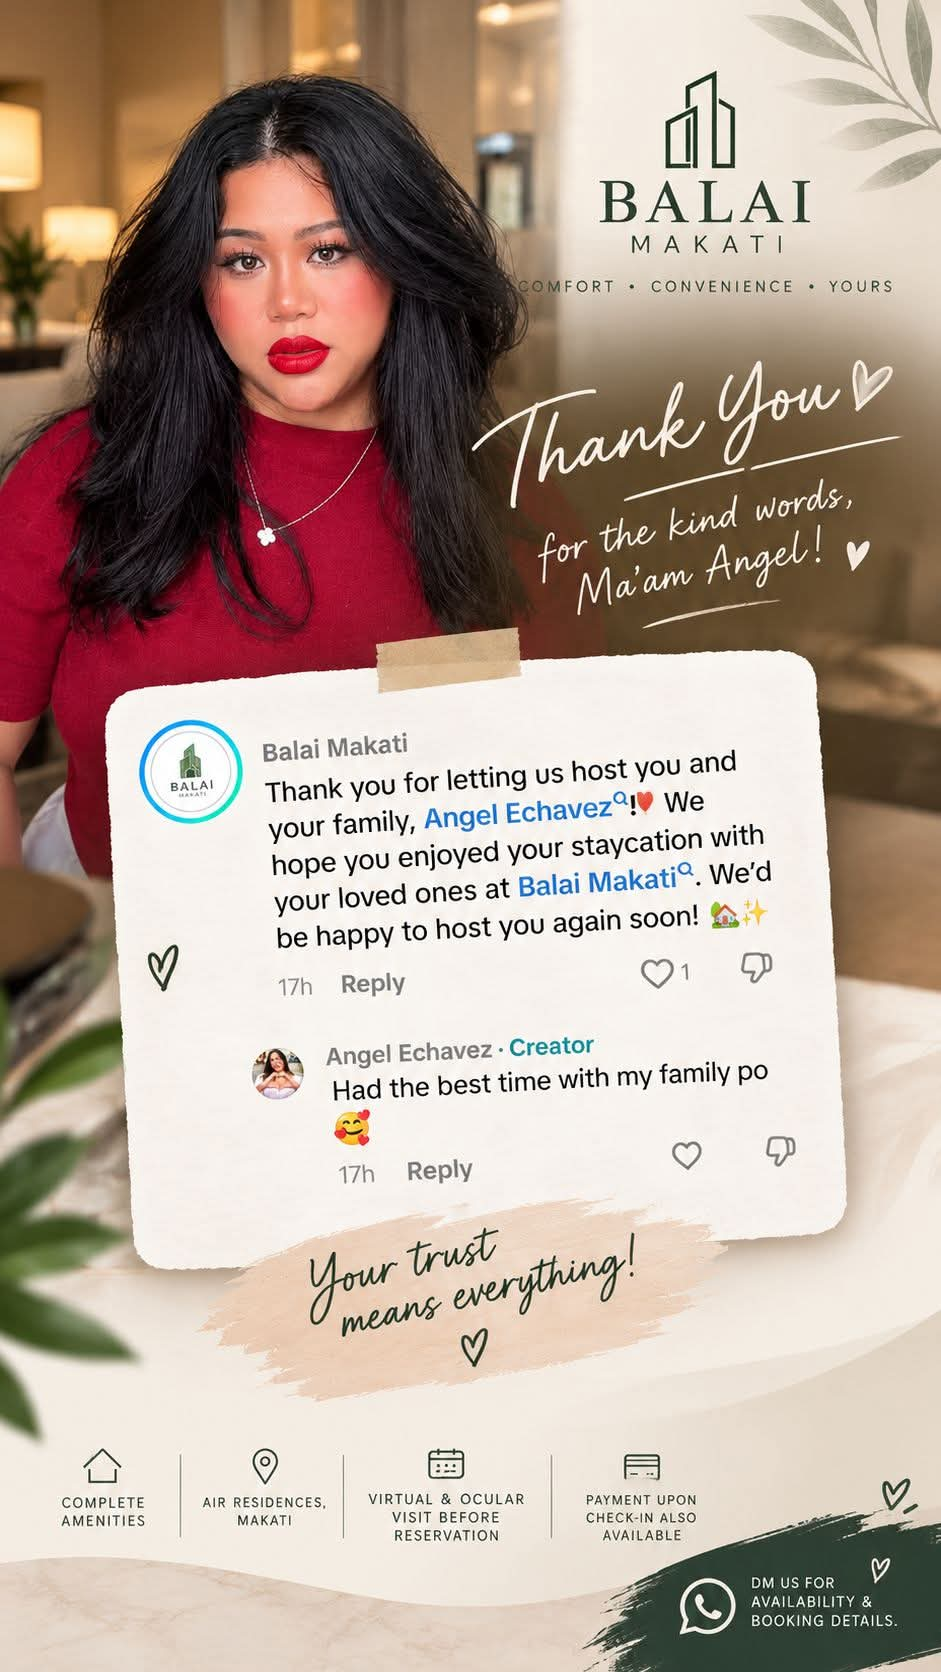 BALAI
MAKATI
COMFORT • CONVENIENCE • YOURS
Thank You
for the kind words,
Ma'am Angel!
BALAI
MAKATI
Balai Makati
Thank you for letting us host you and
your family, Angel Echavez!❤️ We
hope you enjoyed your staycation with
your loved ones at Balai Makati. We'd
be happy to host you again soon! 🏡✨
17h Reply 1
Angel Echavez · Creator
Had the best time with my family po
🥰
17h Reply
Your trust
means everything!
COMPLETE
AMENITIES
AIR RESIDENCES,
MAKATI
VIRTUAL & OCULAR
VISIT BEFORE
RESERVATION
PAYMENT UPON
CHECK-IN ALSO
AVAILABLE
DM US FOR
AVAILABILITY &
BOOKING DETAILS.